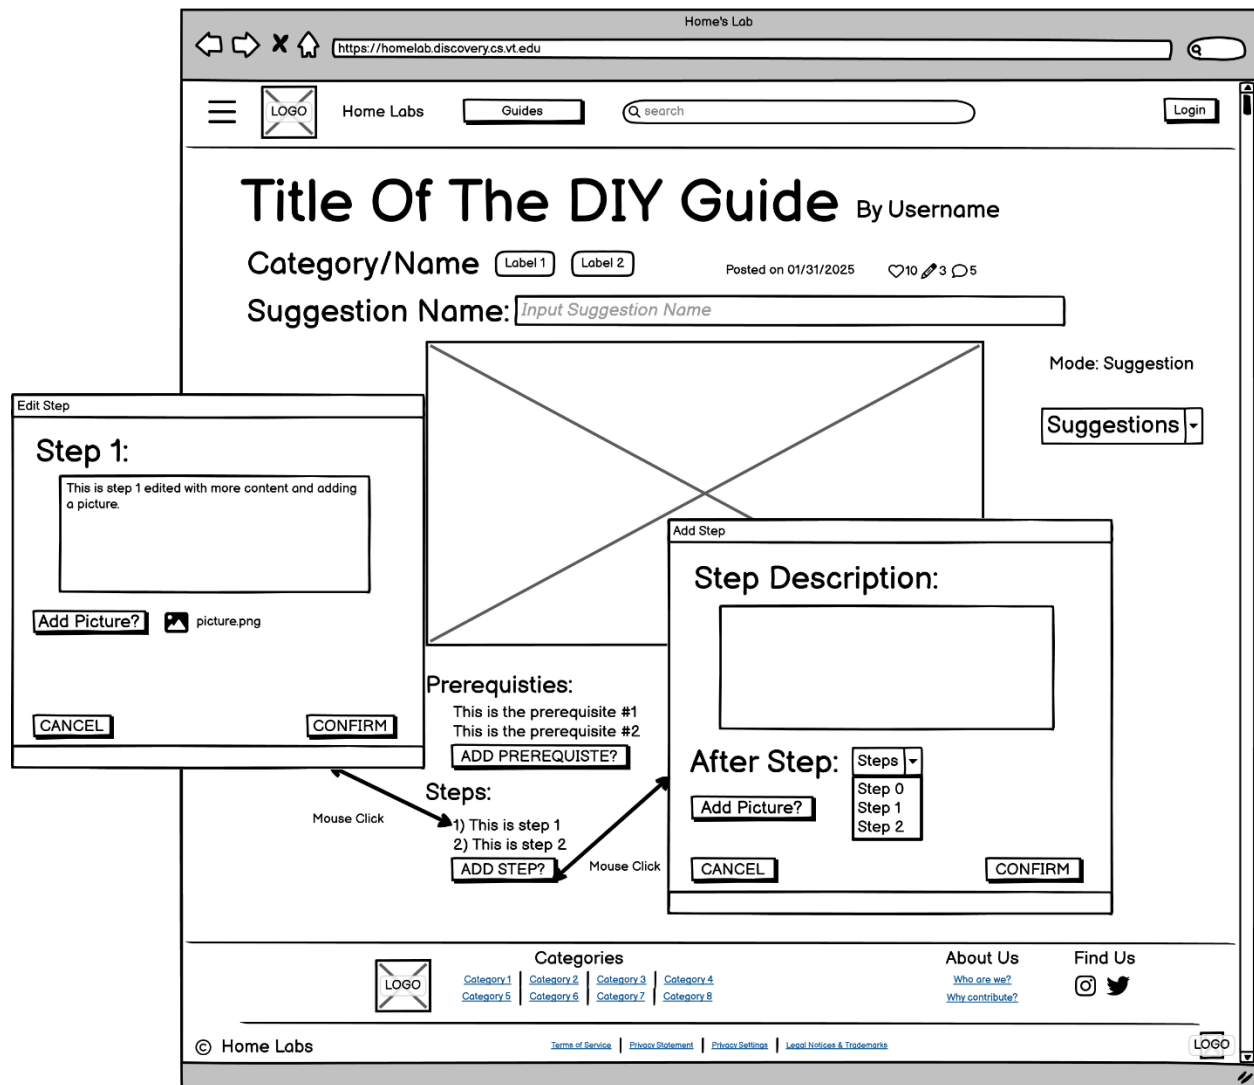 Home's Lab
https://homelab.discovery.cs.vt.edu
LOGO Home Labs Guides search Login
Title Of The DIY Guide By Username
Category/Name Label 1 Label 2 Posted on 01/31/2025 10 3 5
Suggestion Name: Input Suggestion Name
Mode: Suggestion
Suggestions
Edit Step
Step 1:
This is step 1 edited with more content and adding
a picture.
Add Picture? picture.png
CANCEL CONFIRM
Add Step
Step Description:
After Step: Steps
Step 0
Step 1
Step 2
Add Picture?
CANCEL CONFIRM
Prerequisties:
This is the prerequisite #1
This is the prerequisite #2
ADD PREREQUISTE?
Steps:
Mouse Click
1) This is step 1
2) This is step 2
ADD STEP?
Mouse Click
LOGO
Categories
Category 1 Category 2 Category 3 Category 4
Category 5 Category 6 Category 7 Category 8
About Us
Who are we?
Why contribute?
Find Us
© Home Labs
Terms of Service Privacy Statement Privacy Settings Legal Notices & Trademarks
LOGO